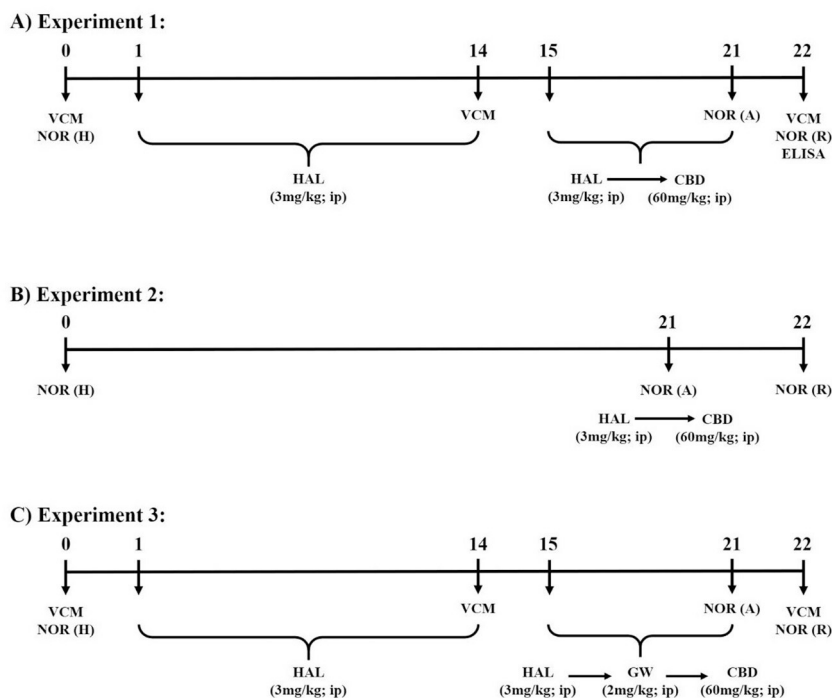 A) Experiment 1:
0 1 14 15 21 22
VCM VCM NOR (A) VCM
NOR (H) NOR (R)
ELISA
HAL HAL CBD
(3mg/kg; ip) (3mg/kg; ip) (60mg/kg; ip)
B) Experiment 2:
0 21 22
NOR (H) NOR (A) NOR (R)
HAL CBD
(3mg/kg; ip) (60mg/kg; ip)
C) Experiment 3:
0 1 14 15 21 22
VCM VCM NOR (A) VCM
NOR (H) NOR (R)
HAL HAL GW CBD
(3mg/kg; ip) (3mg/kg; ip) (2mg/kg; ip) (60mg/kg; ip)